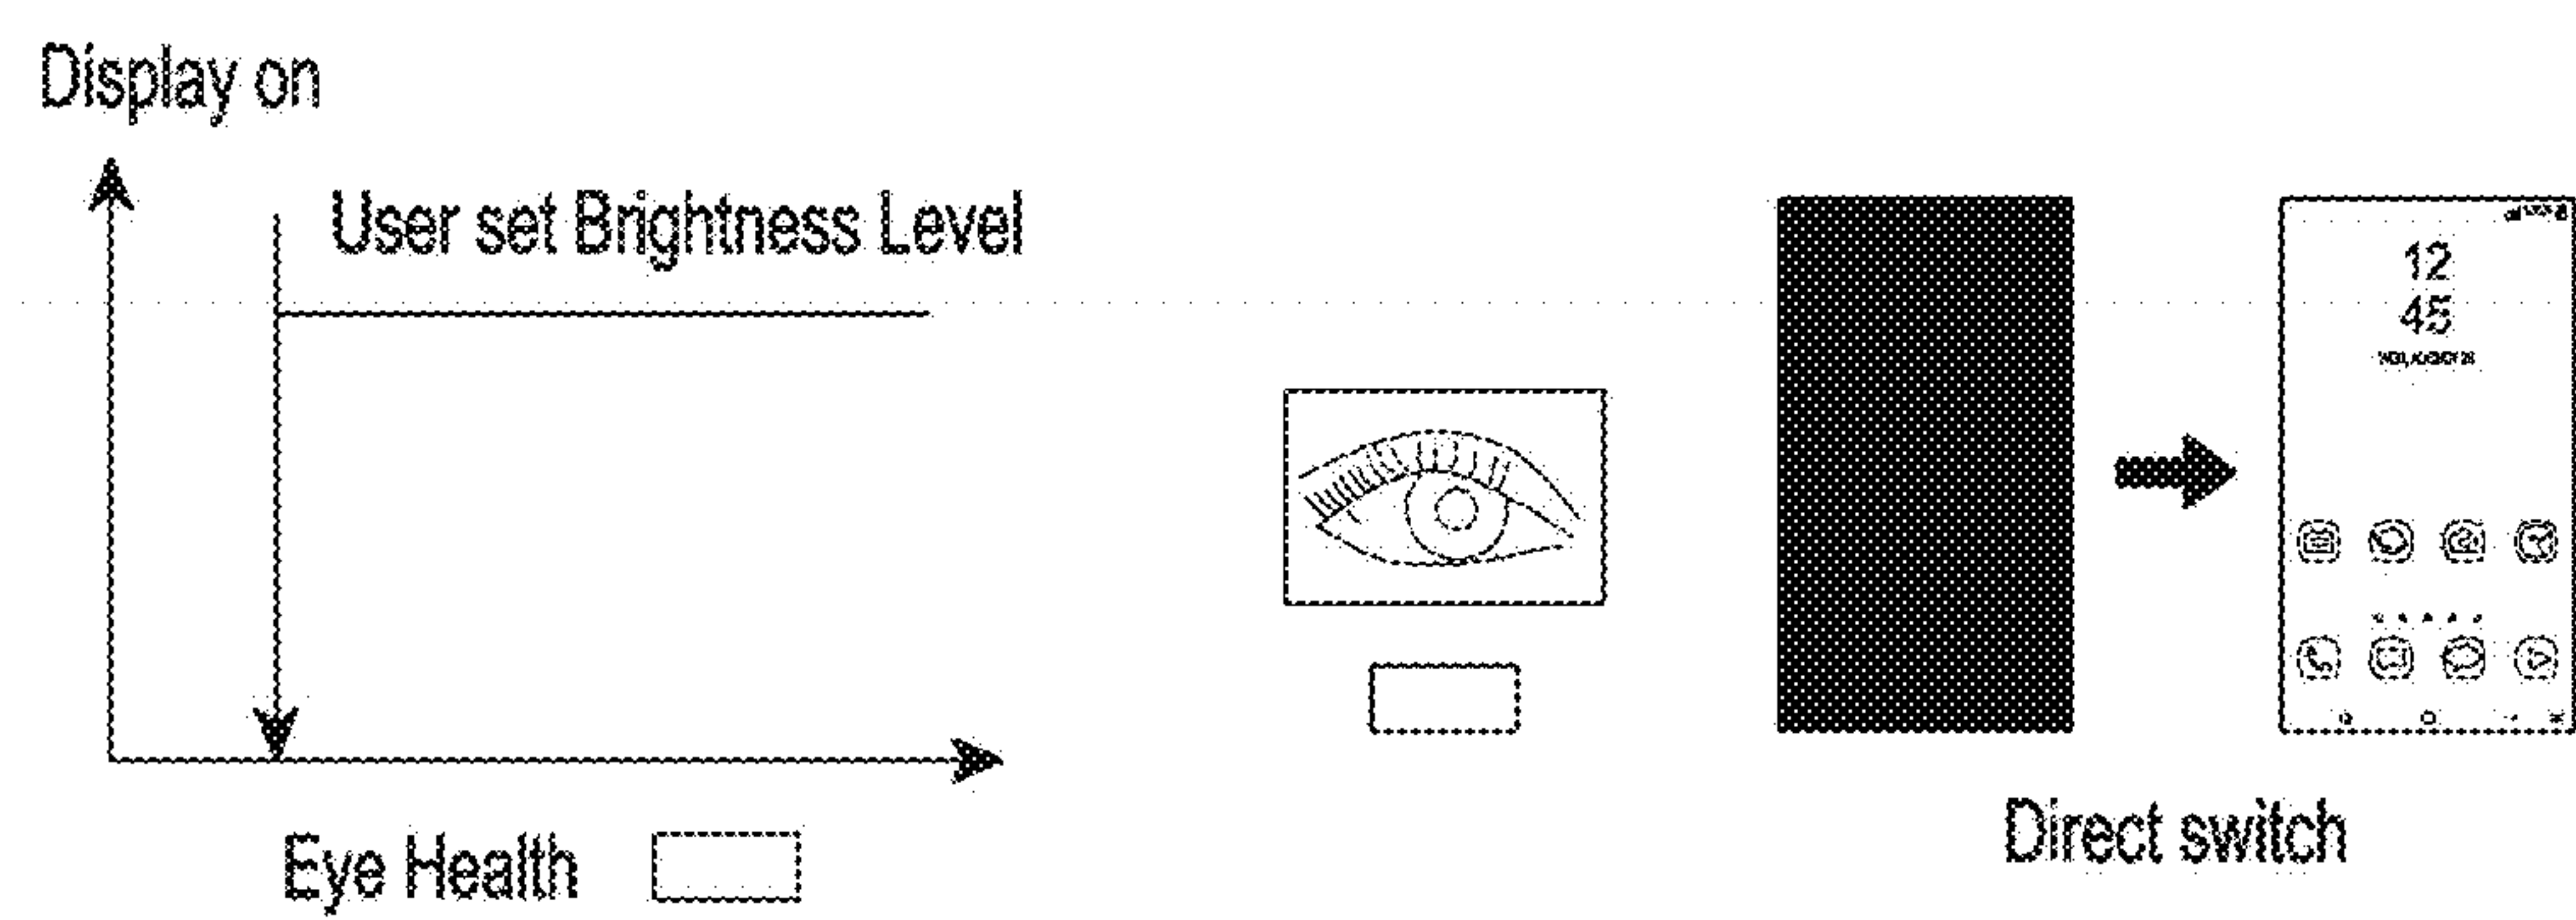 Display on
User set Brightness Level
12
45
Eye Health
Direct switch